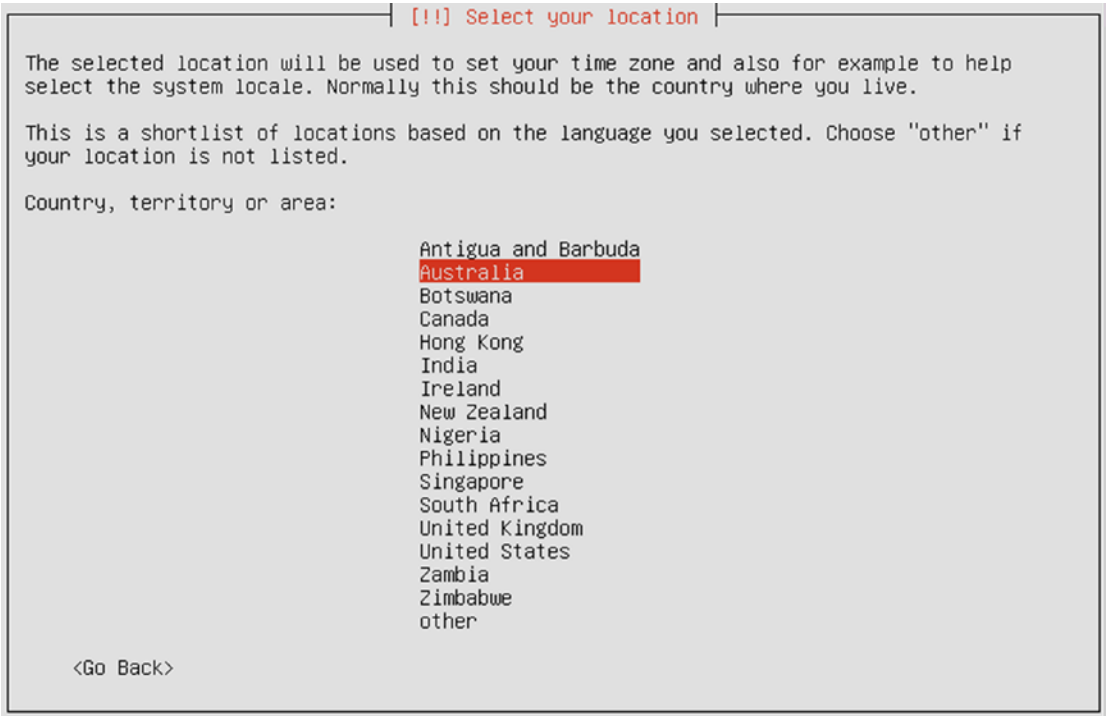 [!!] Select your location
The selected location will be used to set your time zone and also for example to help
select the system locale. Normally this should be the country where you live.
This is a shortlist of locations based on the language you selected. Choose "other" if
your location is not listed.
Country, territory or area:
Antigua and Barbuda
Australia
Botswana
Canada
Hong Kong
India
Ireland
New Zealand
Nigeria
Philippines
Singapore
South Africa
United Kingdom
United States
Zambia
Zimbabwe
other
<Go Back>